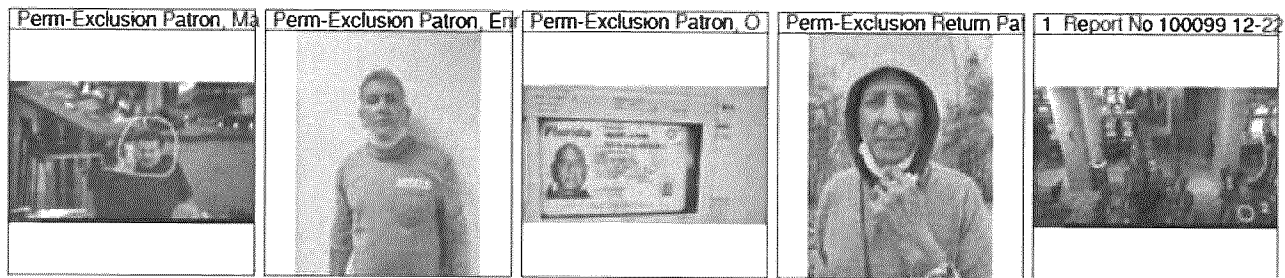 Perm-Exclusion Patron, Ma
Perm-Exclusion Patron, Enr
Perm-Exclusion Patron, O
Perm-Exclusion Return Pat
1 Report No 100099 12-22
Florida